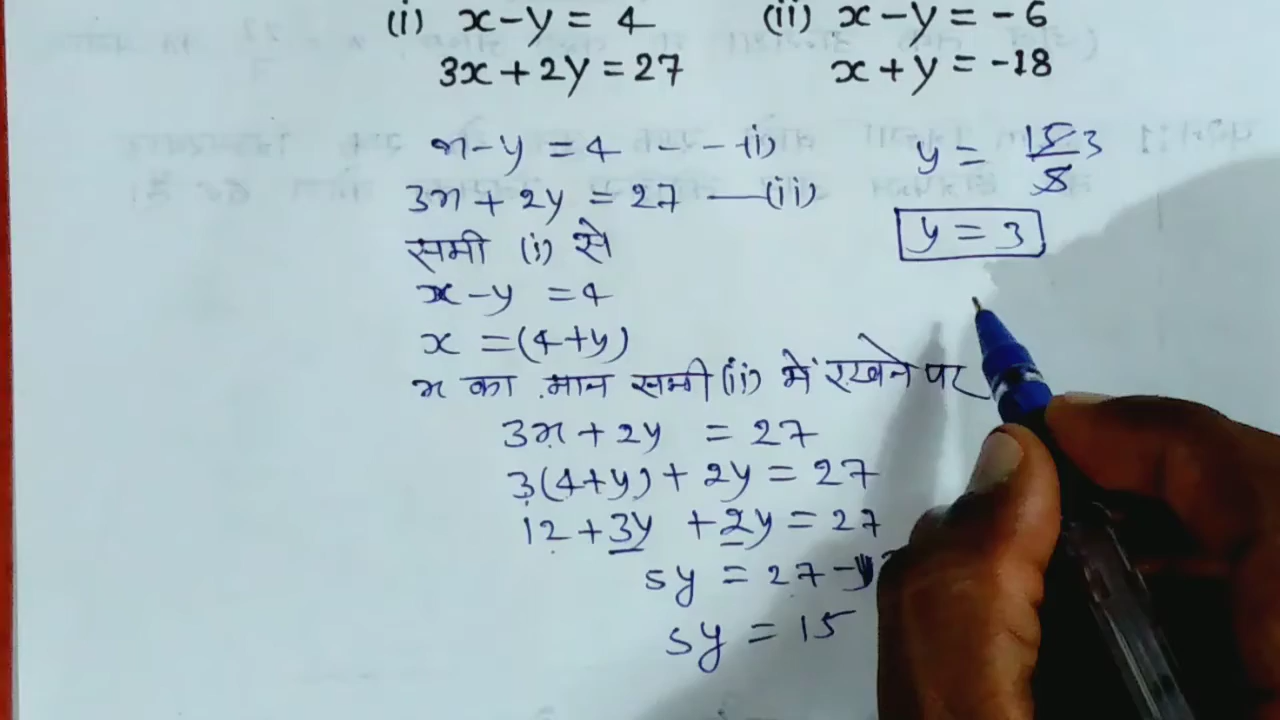 (i) x-y = 4
3x+2y=27
(ii) x-y = -6
x+y = -18
x-y = 4 --- (i)
3x + 2y = 27 — (ii)
समी (i) से
x-y = 4
x = (4+y)
x का मान समी (ii) में रखने पर
3x + 2y = 27
3(4+y) + 2y = 27
12 + 3y + 2y = 27
5y = 27 -
5y = 15
y = 15/5 3
y = 3